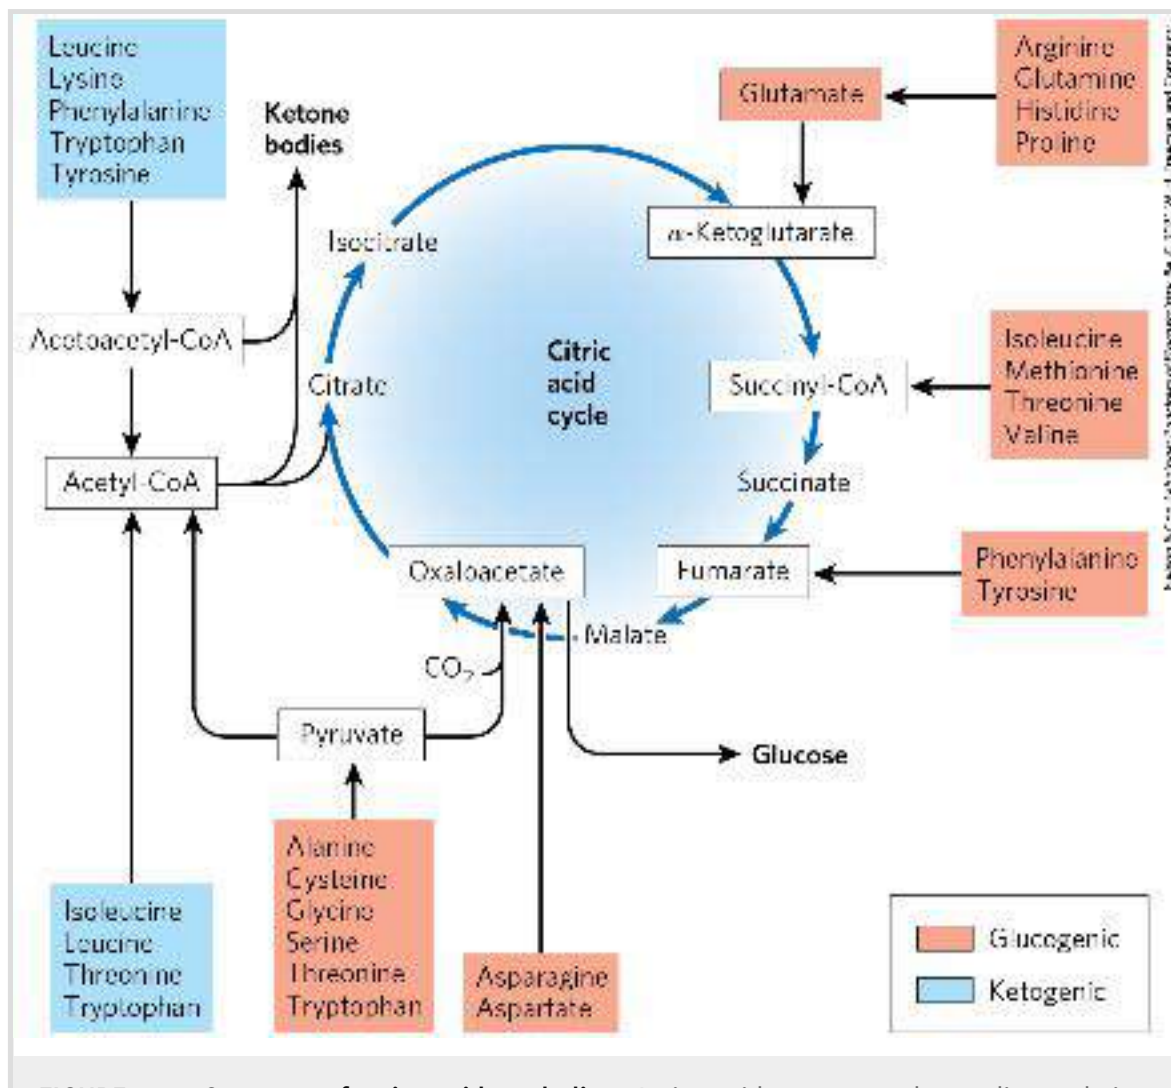 Leucine
Lysine
Phenylalanine
Tryptophan
Tyrosine
Ketone
bodies
Glutamate
Arginine
Glutamine
Histidine
Proline
Isocitrate
α-Ketoglutarate
Acetoacetyl-CoA
Citrate
Citric
acid
cycle
Succinyl-CoA
Isoleucine
Methionine
Threonine
Valine
Acetyl-CoA
Succinate
Oxaloacetate
Fumarate
Phenylalanine
Tyrosine
Malate
CO₂
Pyruvate
Glucose
Isoleucine
Leucine
Threonine
Tryptophan
Alanine
Cysteine
Glycine
Serine
Threonine
Tryptophan
Asparagine
Aspartate
Glucogenic
Ketogenic